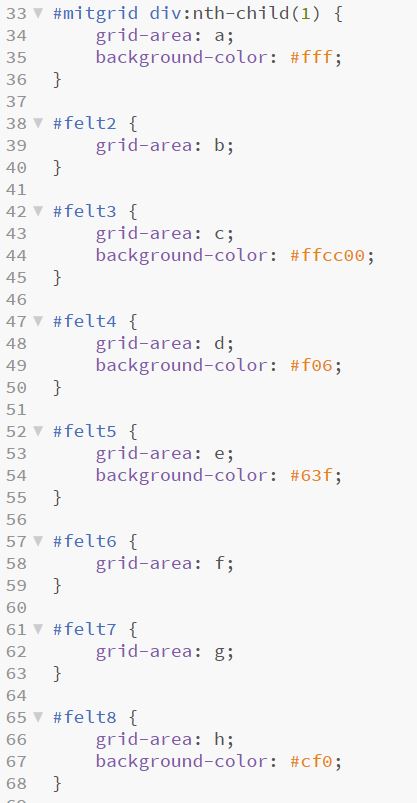 33 ▼ #mitgrid div:nth-child(1) {
34 grid-area: a;
35 background-color: #fff;
36 }
37
38 ▼ #felt2 {
39 grid-area: b;
40 }
41
42 ▼ #felt3 {
43 grid-area: c;
44 background-color: #ffcc00;
45 }
46
47 ▼ #felt4 {
48 grid-area: d;
49 background-color: #f06;
50 }
51
52 ▼ #felt5 {
53 grid-area: e;
54 background-color: #63f;
55 }
56
57 ▼ #felt6 {
58 grid-area: f;
59 }
60
61 ▼ #felt7 {
62 grid-area: g;
63 }
64
65 ▼ #felt8 {
66 grid-area: h;
67 background-color: #cf0;
68 }